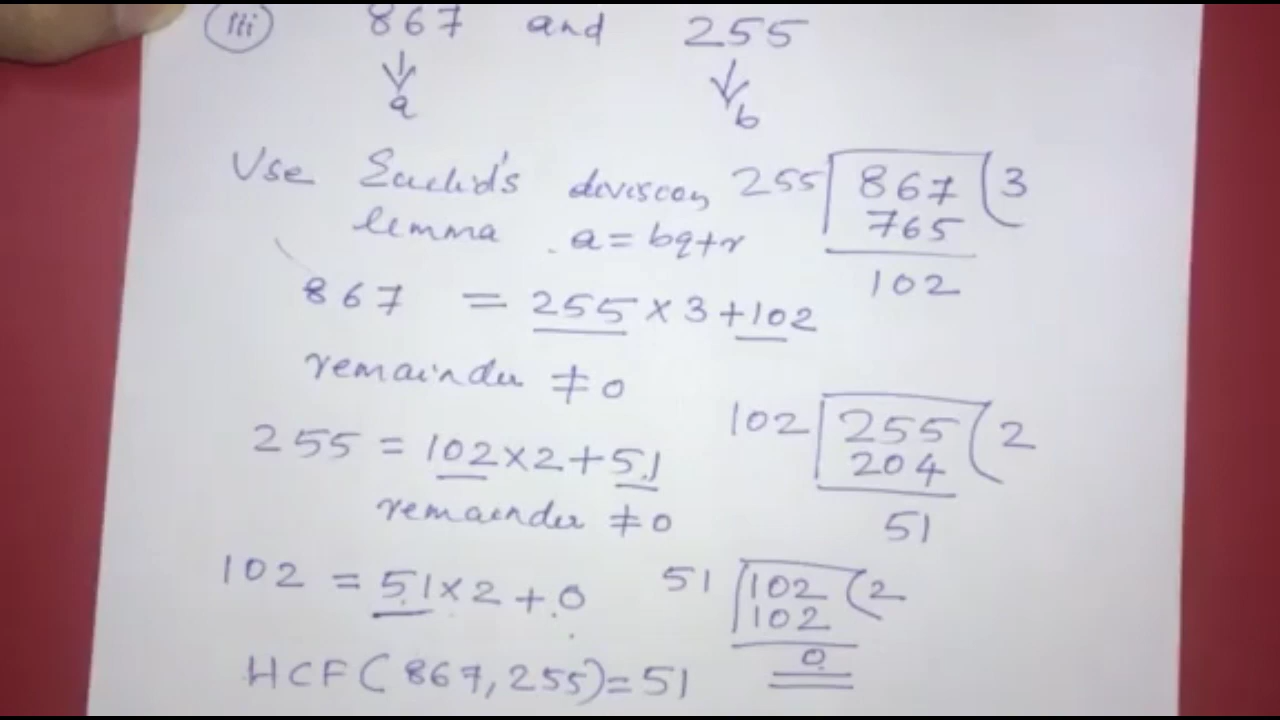 (iii) 867 and 255
↓ ↓
a b
Use Euclid's division 255 867 3
lemma a = bq+r 765
102
867 = 255 × 3 + 102
remainder ≠ 0
102 255 2
255 = 102 × 2 + 51 204
remainder ≠ 0 51
102 = 51 × 2 + 0 51 102 2
102
0
HCF (867, 255) = 51